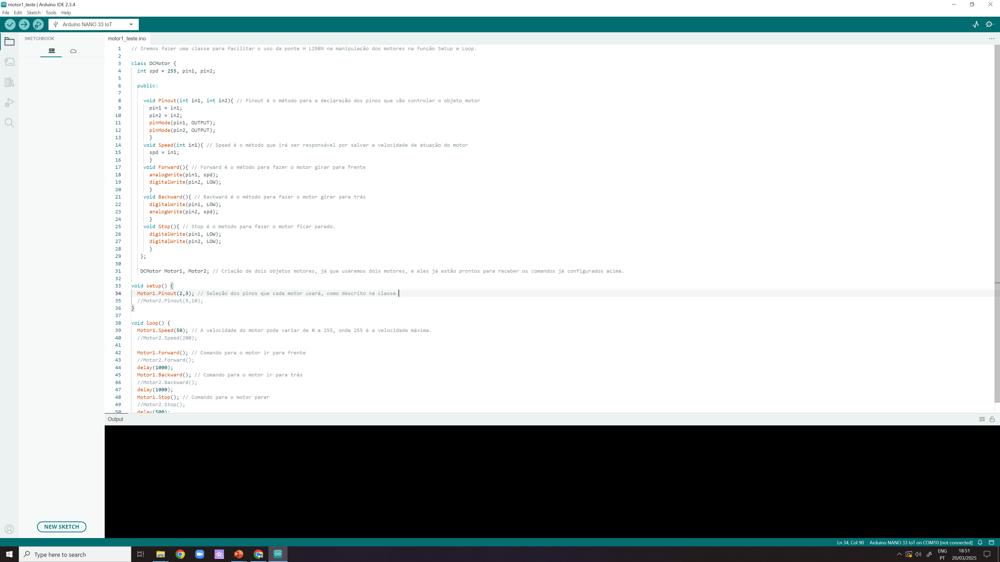 motor1_teste | Arduino IDE 2.3.4
File Edit Sketch Tools Help
Arduino NANO 33 IoT
SKETCHBOOK
motor1_teste.ino
1 // Iremos fazer uma classe para facilitar o uso da ponte H L298N na manipulação dos motores na função Setup e Loop.
2
3 class DCMotor {
4 int spd = 255, pin1, pin2;
5
6 public:
7
8 void Pinout(int in1, int in2){ // Pinout é o método para a declaração dos pinos que vão controlar o objeto motor
9 pin1 = in1;
10 pin2 = in2;
11 pinMode(pin1, OUTPUT);
12 pinMode(pin2, OUTPUT);
13 }
14 void Speed(int in1){ // Speed é o método que irá ser responsável por salvar a velocidade de atuação do motor
15 spd = in1;
16 }
17 void Forward(){ // Forward é o método para fazer o motor girar para frente
18 analogWrite(pin1, spd);
19 digitalWrite(pin2, LOW);
20 }
21 void Backward(){ // Backward é o método para fazer o motor girar para trás
22 digitalWrite(pin1, LOW);
23 analogWrite(pin2, spd);
24 }
25 void Stop(){ // Stop é o metodo para fazer o motor ficar parado.
26 digitalWrite(pin1, LOW);
27 digitalWrite(pin2, LOW);
28 }
29 };
30
31 DCMotor Motor1, Motor2; // Criação de dois objetos motores, já que usaremos dois motores, e eles já estão prontos para receber os comandos já configurados acima.
32
33 void setup() {
34 Motor1.Pinout(2,3); // Seleção dos pinos que cada motor usará, como descrito na classe.
35 //Motor2.Pinout(9,10);
36 }
37
38 void loop() {
39 Motor1.Speed(50); // A velocidade do motor pode variar de 0 a 255, onde 255 é a velocidade máxima.
40 //Motor2.Speed(200);
41
42 Motor1.Forward(); // Comando para o motor ir para frente
43 //Motor2.Forward();
44 delay(1000);
45 Motor1.Backward(); // Comando para o motor ir para trás
46 //Motor2.Backward();
47 delay(1000);
48 Motor1.Stop(); // Comando para o motor parar
49 //Motor2.Stop();
50 delay(500);
Output
NEW SKETCH
Ln 34, Col 90 Arduino NANO 33 IoT on COM10 [not connected]
Type here to search
ENG 18:51
PT 20/03/2025